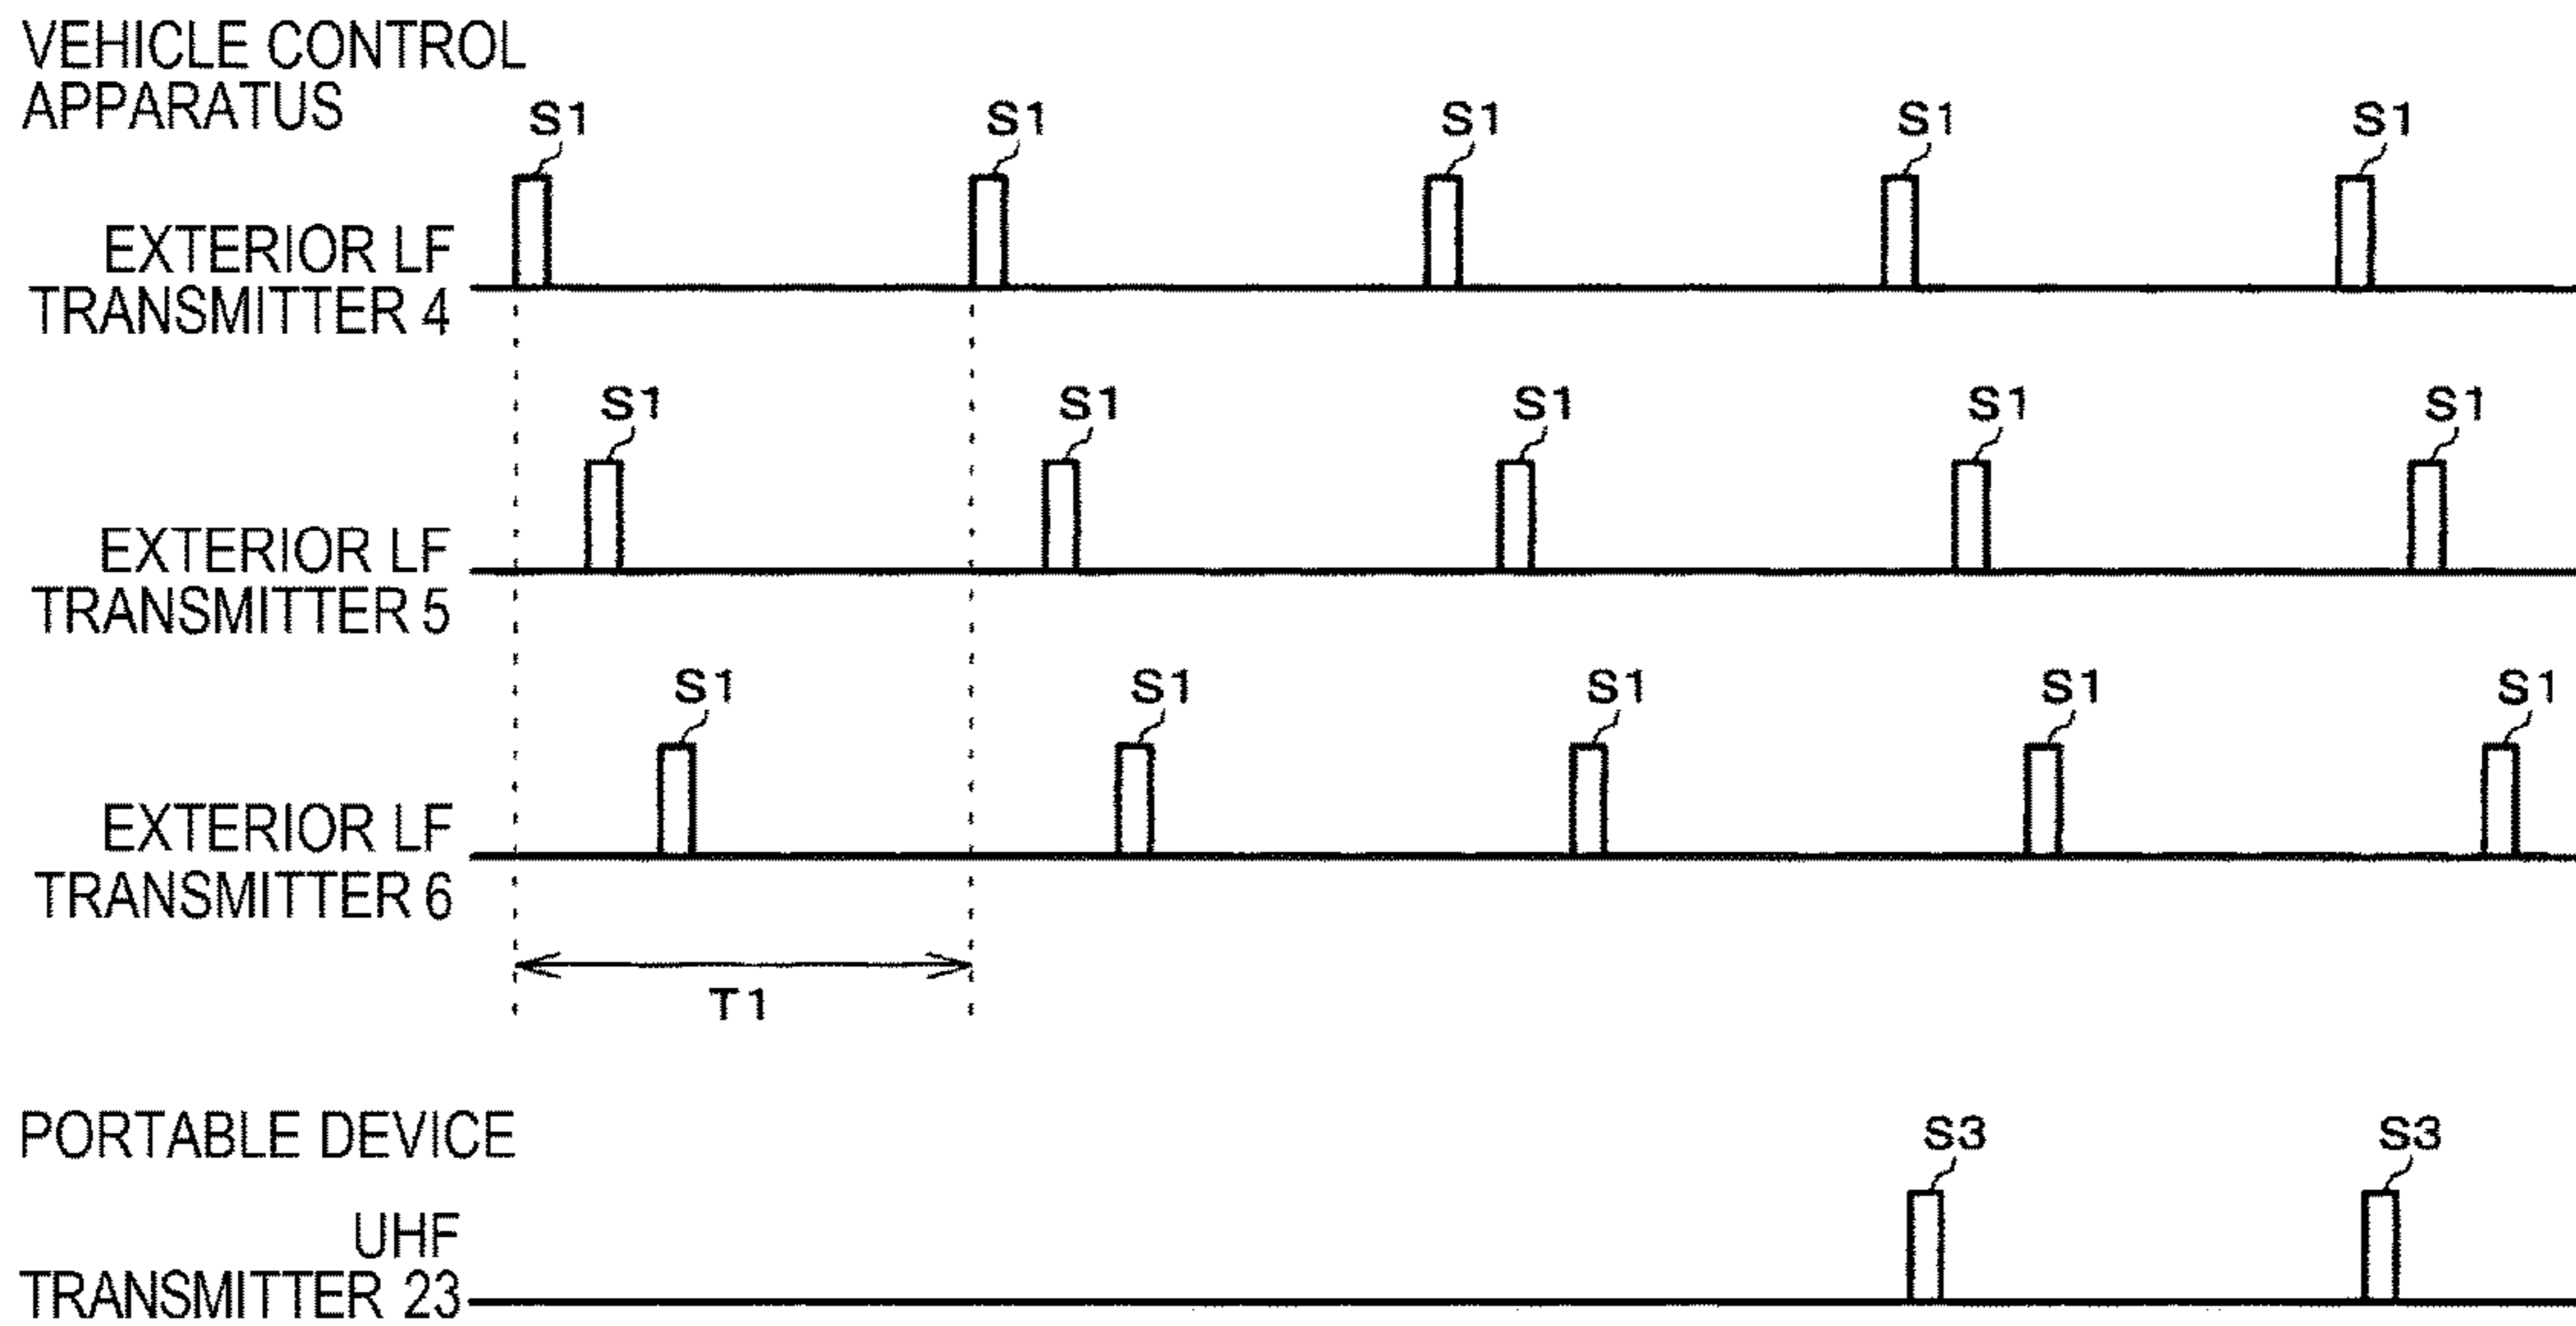 VEHICLE CONTROL
APPARATUS
S1 S1 S1 S1 S1
EXTERIOR LF
TRANSMITTER 4
S1 S1 S1 S1 S1
EXTERIOR LF
TRANSMITTER 5
S1 S1 S1 S1 S1
EXTERIOR LF
TRANSMITTER 6
T1
PORTABLE DEVICE
S3 S3
UHF
TRANSMITTER 23